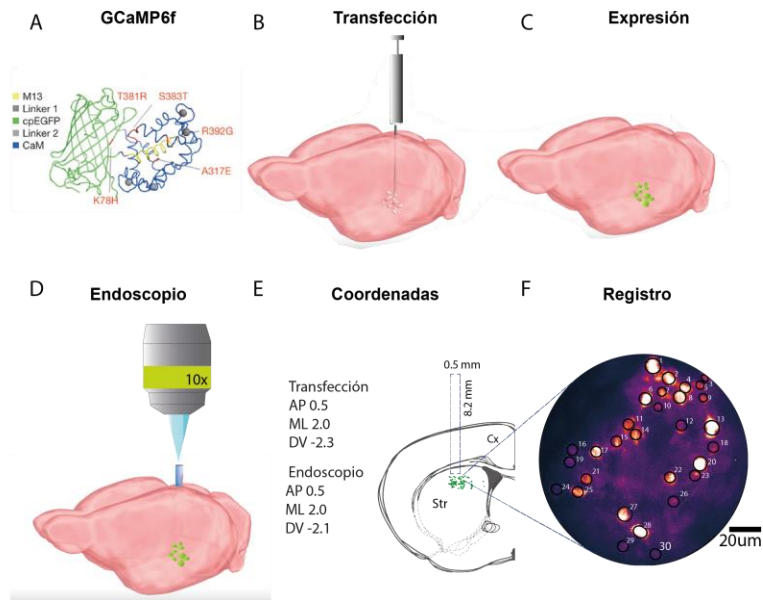 A
GCaMP6f
M13
Linker 1
cpEGFP
Linker 2
CaM
T381R
S383T
R392G
A317E
K78H
B
Transfección
C
Expresión
D
Endoscopio
10x
E
Coordenadas
Transfección
AP 0.5
ML 2.0
DV -2.3
Endoscopio
AP 0.5
ML 2.0
DV -2.1
0.5 mm
8.2 mm
Cx
Str
F
Registro
1
2
3
4
5
6
7
8
9
10
11
12
13
14
15
16
17
18
19
20
21
22
23
24
25
26
27
28
29
30
20um